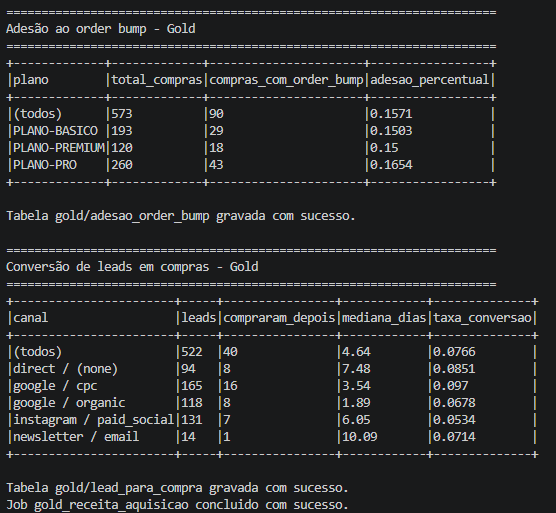 ======================================================================
Adesão ao order bump - Gold
======================================================================
+-------------+-------------+----------------------+-----------------+
|plano        |total_compras|compras_com_order_bump|adesao_percentual|
+-------------+-------------+----------------------+-----------------+
|(todos)      |573          |90                    |0.1571           |
|PLANO-BASICO |193          |29                    |0.1503           |
|PLANO-PREMIUM|120          |18                    |0.15             |
|PLANO-PRO    |260          |43                    |0.1654           |
+-------------+-------------+----------------------+-----------------+
Tabela gold/adesao_order_bump gravada com sucesso.
======================================================================
Conversão de leads em compras - Gold
======================================================================
+-----------------------+-----+----------------+------------+--------------+
|canal                  |leads|compraram_depois|mediana_dias|taxa_conversao|
+-----------------------+-----+----------------+------------+--------------+
|(todos)                |522  |40              |4.64        |0.0766        |
|direct / (none)        |94   |8               |7.48        |0.0851        |
|google / cpc           |165  |16              |3.54        |0.097         |
|google / organic       |118  |8               |1.89        |0.0678        |
|instagram / paid_social|131  |7               |6.05        |0.0534        |
|newsletter / email     |14   |1               |10.09       |0.0714        |
+-----------------------+-----+----------------+------------+--------------+
Tabela gold/lead_para_compra gravada com sucesso.
Job gold_receita_aquisicao concluido com sucesso.